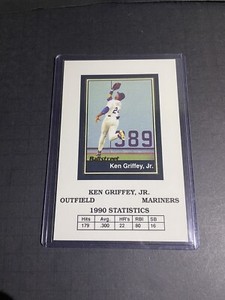 389
Ballstreet
Ken Griffey, Jr.
KEN GRIFFEY, JR.
OUTFIELD MARINERS
1990 STATISTICS
Hits Avg. HR's RBI SB
179 .300 22 80 16